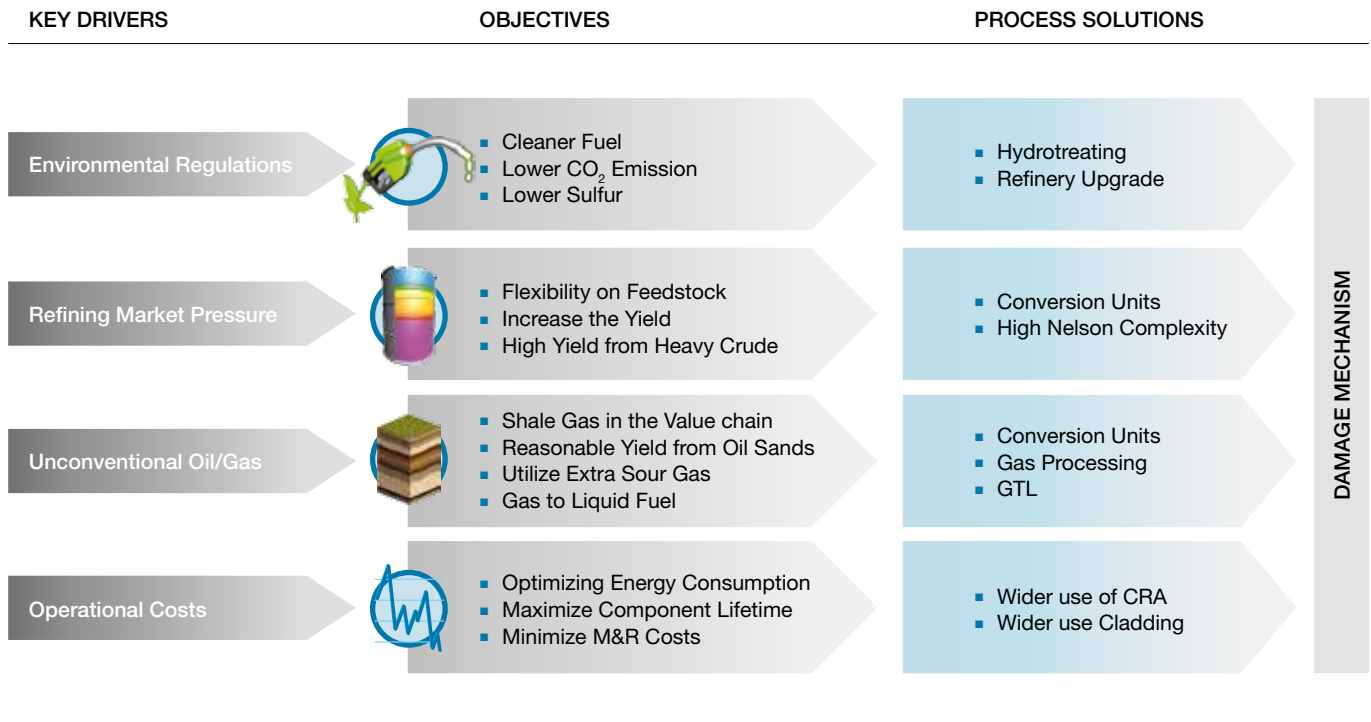 KEY DRIVERS
OBJECTIVES
PROCESS SOLUTIONS
Environmental Regulations
▪ Cleaner Fuel
▪ Lower CO₂ Emission
▪ Lower Sulfur
▪ Hydrotreating
▪ Refinery Upgrade
Refining Market Pressure
▪ Flexibility on Feedstock
▪ Increase the Yield
▪ High Yield from Heavy Crude
▪ Conversion Units
▪ High Nelson Complexity
Unconventional Oil/Gas
▪ Shale Gas in the Value chain
▪ Reasonable Yield from Oil Sands
▪ Utilize Extra Sour Gas
▪ Gas to Liquid Fuel
▪ Conversion Units
▪ Gas Processing
▪ GTL
Operational Costs
▪ Optimizing Energy Consumption
▪ Maximize Component Lifetime
▪ Minimize M&R Costs
▪ Wider use of CRA
▪ Wider use Cladding
DAMAGE MECHANISM